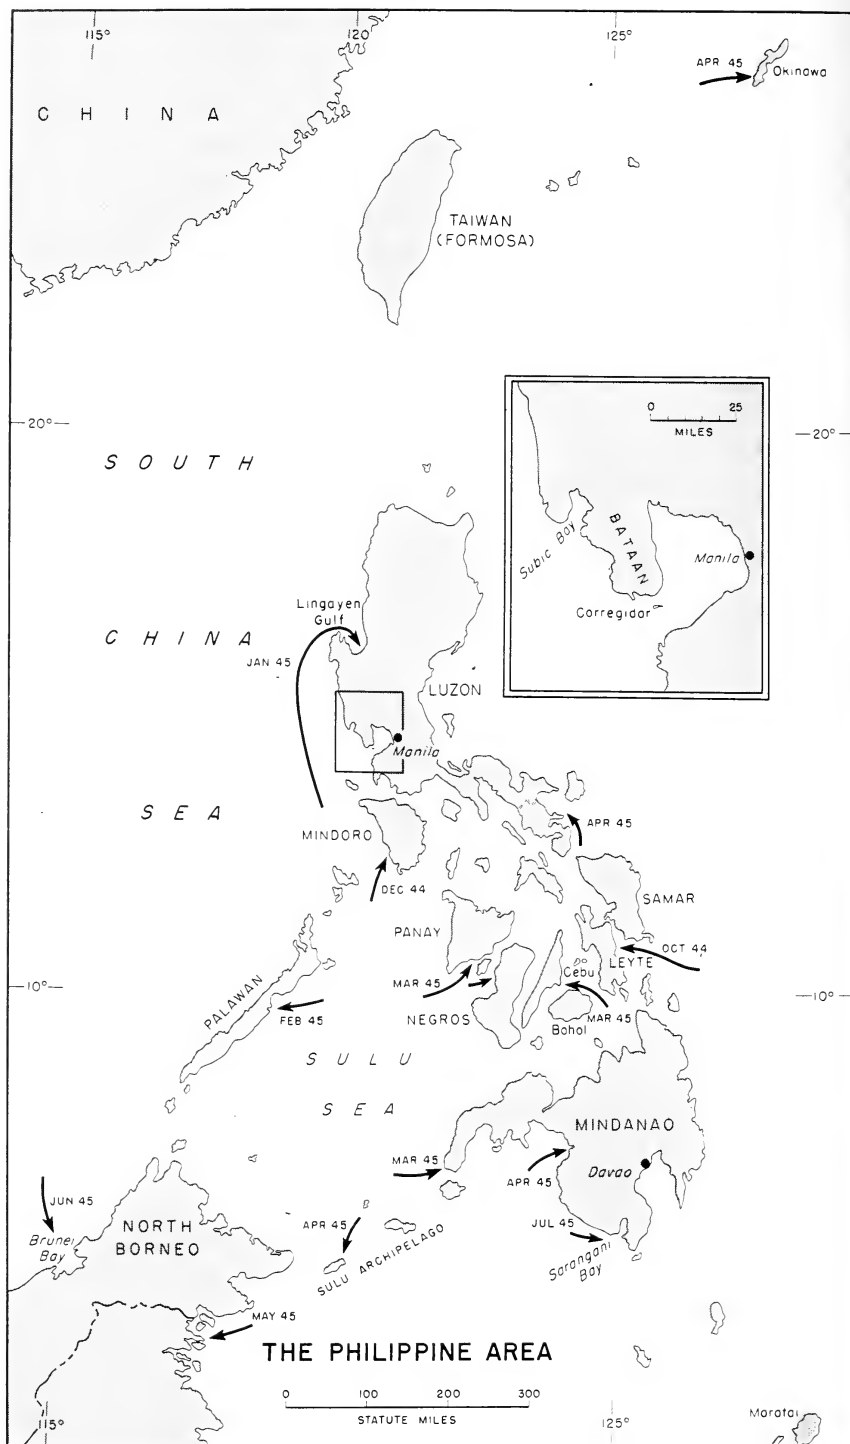 115°
120°
125°
APR 45
Okinawa
C H I N A
TAIWAN
(FORMOSA)
0 25
MILES
—20°—
—20°—
S O U T H
BATAAN
Subic Bay
Manila
Corregidor
Lingayen
Gulf
C H I N A
JAN 45
LUZON
Manila
S E A
MINDORO
APR 45
DEC 44
SAMAR
PANAY
OCT 44
LEYTE
Cebu
MAR 45
—10°—
—10°—
PALAWAN
NEGROS
MAR 45
Bohol
FEB 45
S U L U
S E A
MINDANAO
MAR 45
Davao
APR 45
JUN 45
APR 45
JUL 45
NORTH
BORNEO
Brunei
Bay
SULU ARCHIPELAGO
Sarangani
Bay
MAY 45
THE PHILIPPINE AREA
0 100 200 300
STATUTE MILES
115°
125°
Morotai